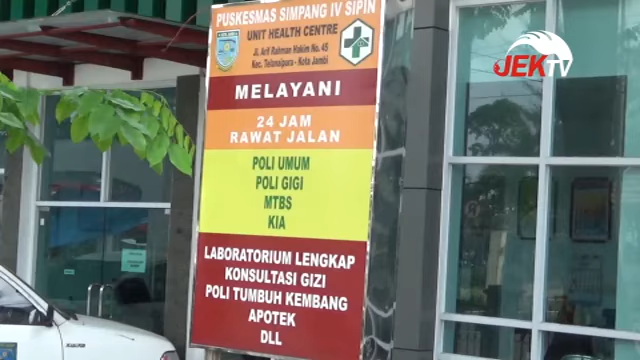 PUSKESMAS SIMPANG IV SIPIN
UNIT HEALTH CENTRE
Jl. Arif Rahman Hakim No. 45
Kec. Telanaipura - Kota Jambi
MELAYANI
24 JAM
RAWAT JALAN
POLI UMUM
POLI GIGI
MTBS
KIA
LABORATORIUM LENGKAP
KONSULTASI GIZI
POLI TUMBUH KEMBANG
APOTEK
DLL
JEKTV